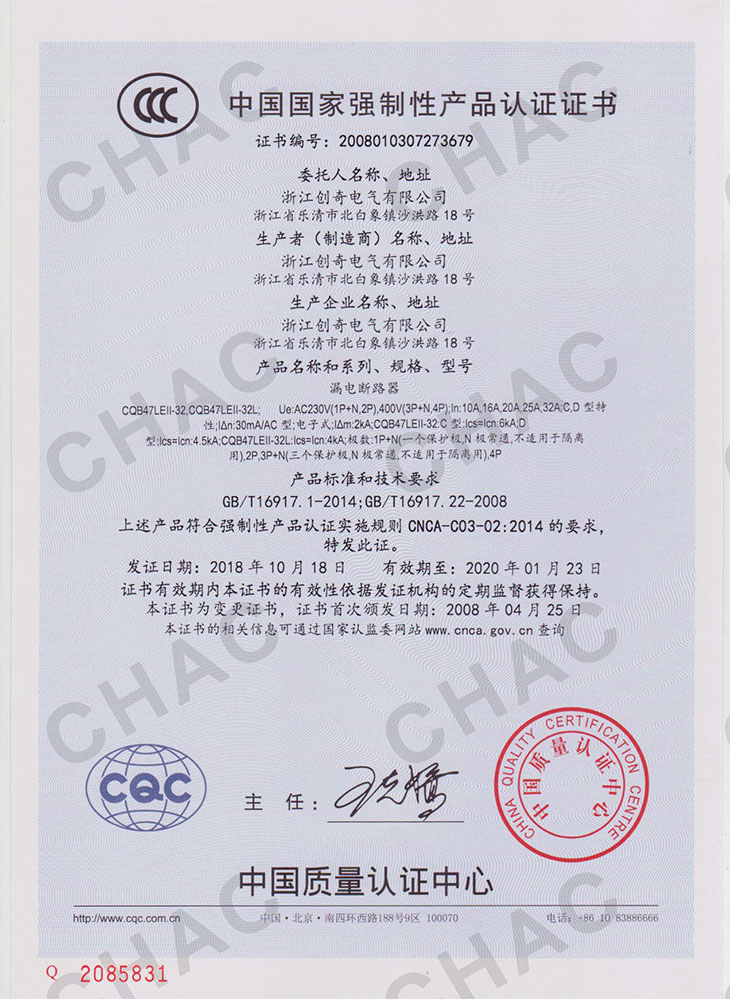 CCC
中国国家强制性产品认证证书
证书编号：2008010307273679
委托人名称、地址
浙江创奇电气有限公司
浙江省乐清市北白象镇沙洪路 18 号
生产者（制造商）名称、地址
浙江创奇电气有限公司
浙江省乐清市北白象镇沙洪路 18 号
生产企业名称、地址
浙江创奇电气有限公司
浙江省乐清市北白象镇沙洪路 18 号
产品名称和系列、规格、型号
漏电断路器
CQB47LEII-32,CQB47LEII-32L; Ue:AC230V(1P+N,2P),400V(3P+N,4P);In:10A,16A,20A,25A,32A;C,D 型特
性;IΔn:30mA/AC 型;电子式;IΔm:2kA;CQB47LEII-32:C 型:Ics=Icn:6kA;D
型:Ics=Icn:4.5kA;CQB47LEII-32L:Ics=Icn:4kA;极数:1P+N(一个保护极,N 极常通,不适用于隔离
用),2P,3P+N(三个保护极,N 极常通,不适用于隔离用),4P
产品标准和技术要求
GB/T16917.1-2014;GB/T16917.22-2008
上述产品符合强制性产品认证实施规则 CNCA-C03-02:2014 的要求，
特发此证。
发证日期：2018 年 10 月 18 日 有效期至：2020 年 01 月 23 日
证书有效期内本证书的有效性依据发证机构的定期监督获得保持。
本证书为变更证书，证书首次颁发日期：2008 年 04 月 25 日
本证书的相关信息可通过国家认监委网站 www.cnca.gov.cn 查询
CQC
主 任：
CHINA QUALITY CERTIFICATION CENTRE
中国质量认证中心
中国质量认证中心
http://www.cqc.com.cn 中国·北京·南四环西路188号9区 100070 电话：+86 10 83886666
Q 2085831
CHAC
CHAC
CHAC
CHAC
CHAC
CHAC
CHAC
CHAC